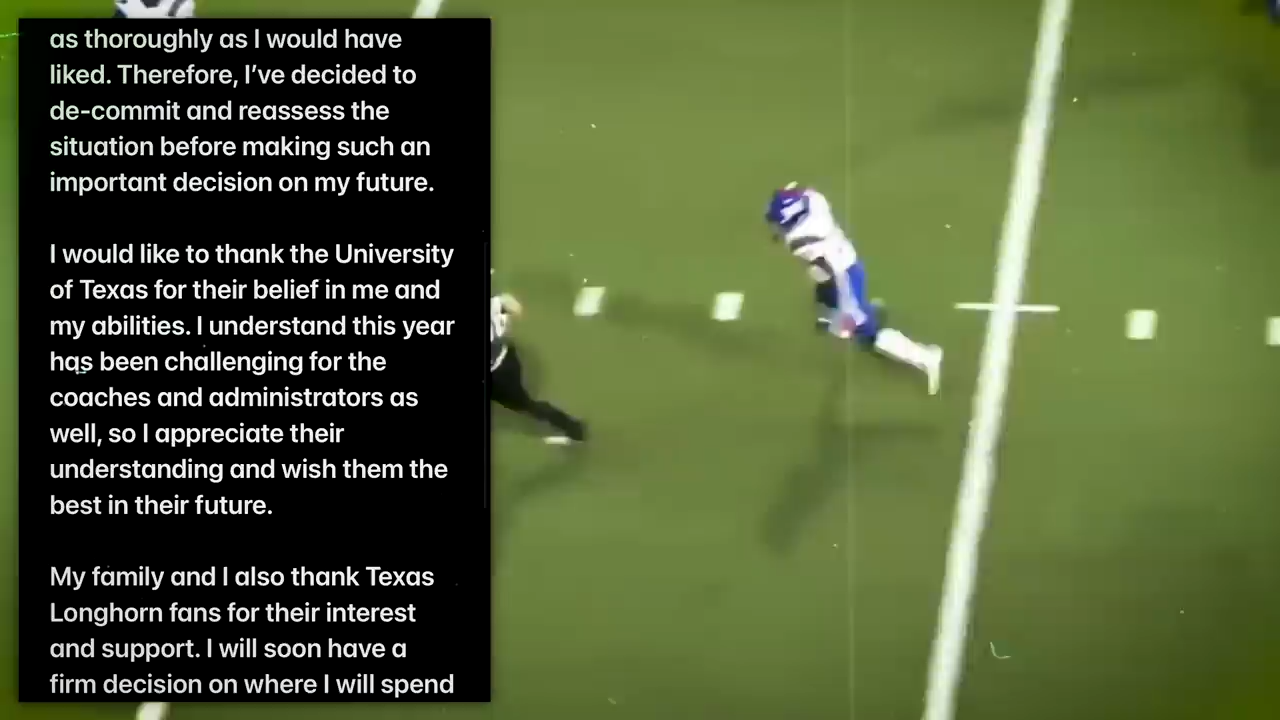 as thoroughly as I would have
liked. Therefore, I've decided to
de-commit and reassess the
situation before making such an
important decision on my future.
I would like to thank the University
of Texas for their belief in me and
my abilities. I understand this year
has been challenging for the
coaches and administrators as
well, so I appreciate their
understanding and wish them the
best in their future.
My family and I also thank Texas
Longhorn fans for their interest
and support. I will soon have a
firm decision on where I will spend